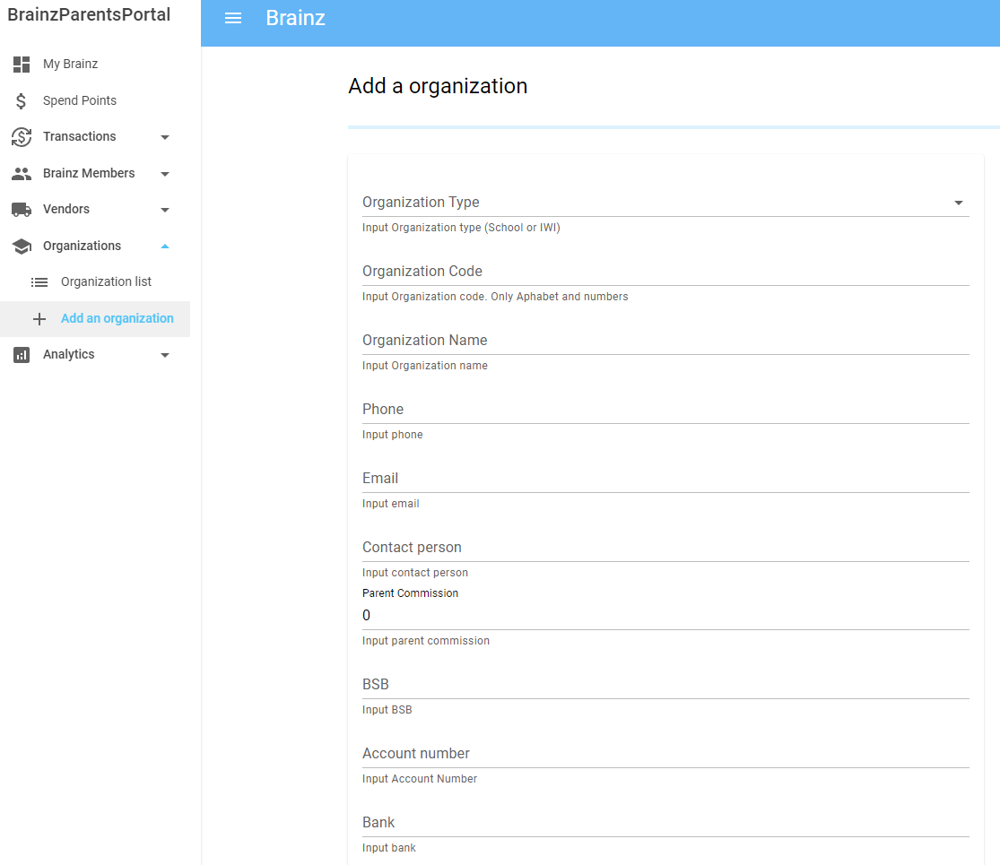 BrainzParentsPortal
My Brainz
Spend Points
Transactions
Brainz Members
Vendors
Organizations
Organization list
Add an organization
Analytics
Brainz
Add a organization
Organization Type
Input Organization type (School or IWI)
Organization Code
Input Organization code. Only Aphabet and numbers
Organization Name
Input Organization name
Phone
Input phone
Email
Input email
Contact person
Input contact person
Parent Commission
0
Input parent commission
BSB
Input BSB
Account number
Input Account Number
Bank
Input bank